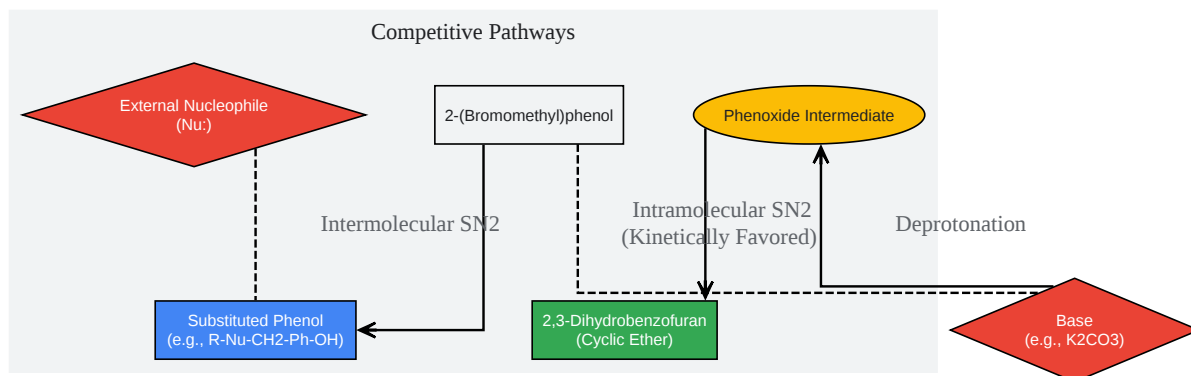 Competitive Pathways
External Nucleophile
(Nu:)
2-(Bromomethyl)phenol
Phenoxide Intermediate
Intermolecular SN2
Intramolecular SN2
(Kinetically Favored)
Deprotonation
Substituted Phenol
(e.g., R-Nu-CH2-Ph-OH)
2,3-Dihydrobenzofuran
(Cyclic Ether)
Base
(e.g., K2CO3)